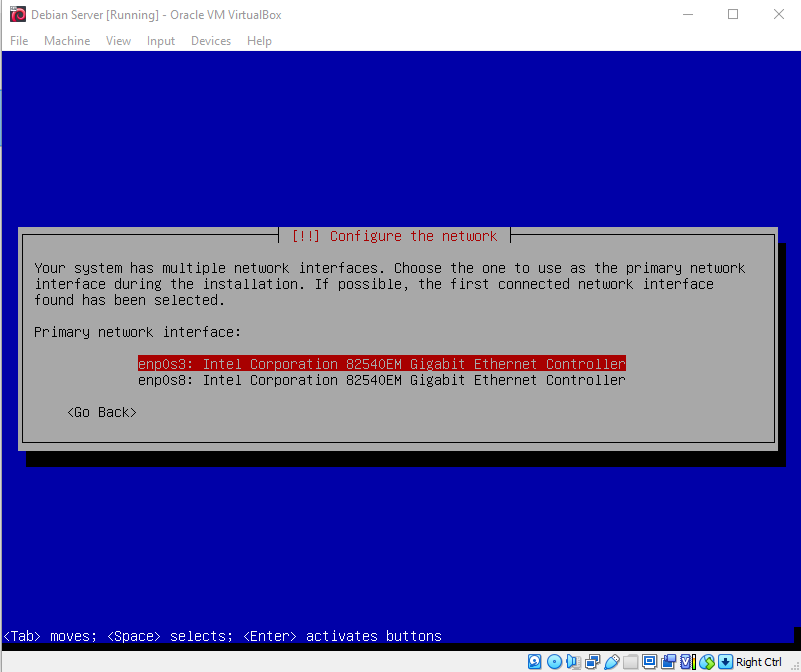 Debian Server [Running] - Oracle VM VirtualBox
File Machine View Input Devices Help
[!!] Configure the network
Your system has multiple network interfaces. Choose the one to use as the primary network
interface during the installation. If possible, the first connected network interface
found has been selected.
Primary network interface:
enp0s3: Intel Corporation 82540EM Gigabit Ethernet Controller
enp0s8: Intel Corporation 82540EM Gigabit Ethernet Controller
<Go Back>
<Tab> moves; <Space> selects; <Enter> activates buttons
Right Ctrl